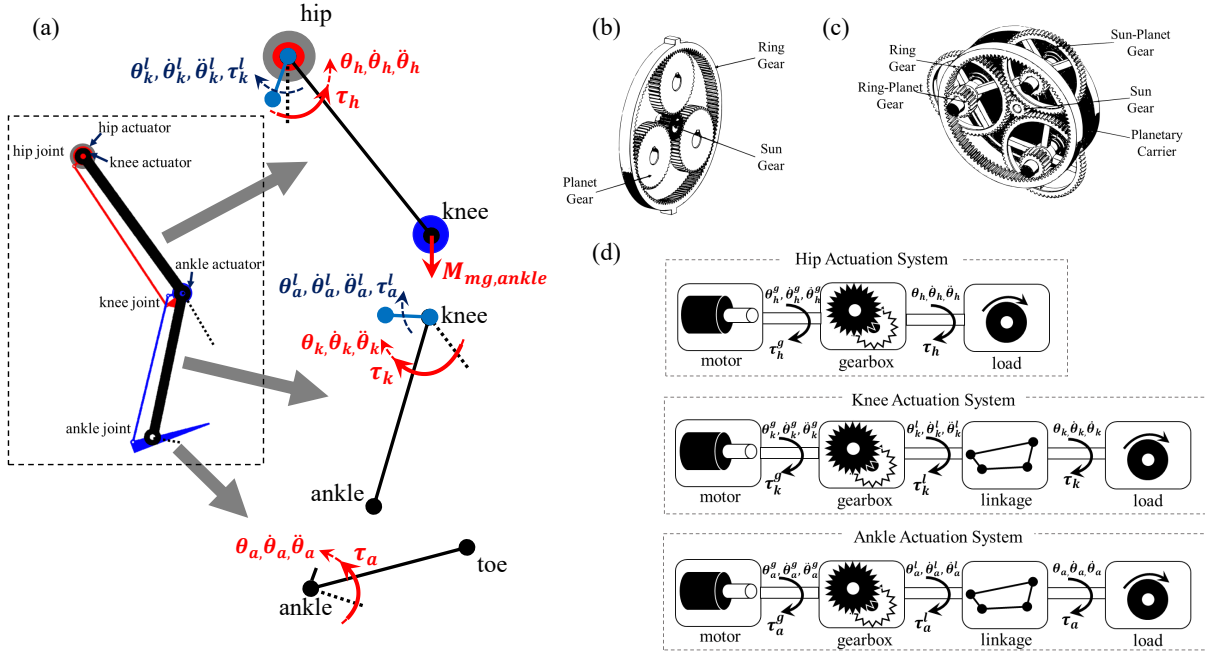 (a)
hip
θ_k^l, θ̇_k^l, θ̈_k^l, τ_k^l
θ_h, θ̇_h, θ̈_h
τ_h
hip actuator
hip joint
knee actuator
ankle actuator
knee joint
ankle joint
knee
M_mg,ankle
θ_a^l, θ̇_a^l, θ̈_a^l, τ_a^l
knee
θ_k, θ̇_k, θ̈_k
τ_k
ankle
θ_a, θ̇_a, θ̈_a
τ_a
toe
ankle
(b)
Ring
Gear
Sun
Gear
Planet
Gear
(c)
Sun-Planet
Gear
Ring
Gear
Ring-Planet
Gear
Sun
Gear
Planetary
Carrier
(d)
Hip Actuation System
θ_h^g, θ̇_h^g, θ̈_h^g
θ_h, θ̇_h, θ̈_h
τ_h^g
τ_h
motor
gearbox
load
Knee Actuation System
θ_k^g, θ̇_k^g, θ̈_k^g
θ_k^l, θ̇_k^l, θ̈_k^l
θ_k, θ̇_k, θ̈_k
τ_k^g
τ_k^l
τ_k
motor
gearbox
linkage
load
Ankle Actuation System
θ_a^g, θ̇_a^g, θ̈_a^g
θ_a^l, θ̇_a^l, θ̈_a^l
θ_a, θ̇_a, θ̈_a
τ_a^g
τ_a^l
τ_a
motor
gearbox
linkage
load